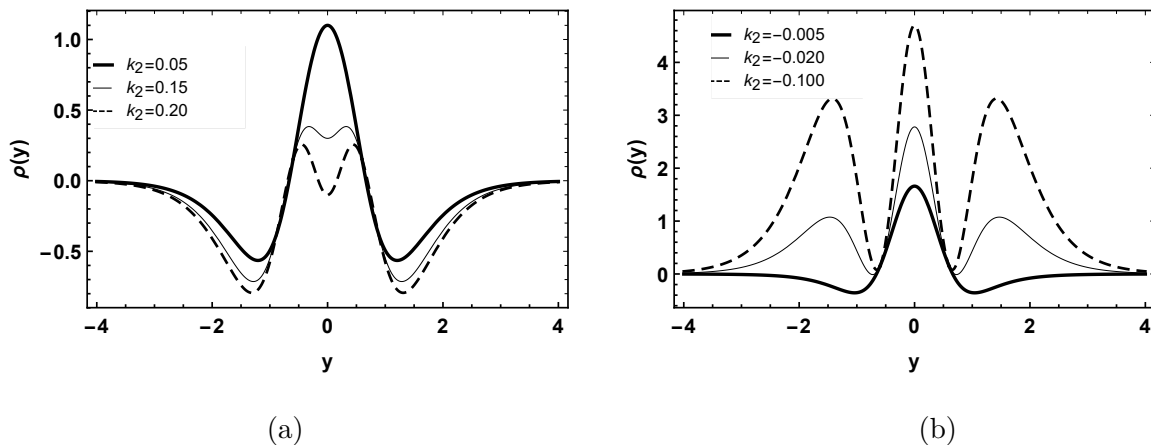 1.0
0.5
0.0
−0.5
ρ(y)
k2=0.05
k2=0.15
k2=0.20
−4 −2 0 2 4
y
(a)
4
3
2
1
0
ρ(y)
k2=−0.005
k2=−0.020
k2=−0.100
−4 −2 0 2 4
y
(b)